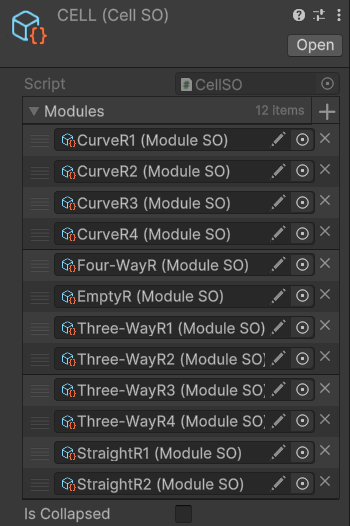 CELL (Cell SO)
Open
Script CellSO
Modules 12 items
CurveR1 (Module SO)
CurveR2 (Module SO)
CurveR3 (Module SO)
CurveR4 (Module SO)
Four-WayR (Module SO)
EmptyR (Module SO)
Three-WayR1 (Module SO)
Three-WayR2 (Module SO)
Three-WayR3 (Module SO)
Three-WayR4 (Module SO)
StraightR1 (Module SO)
StraightR2 (Module SO)
Is Collapsed